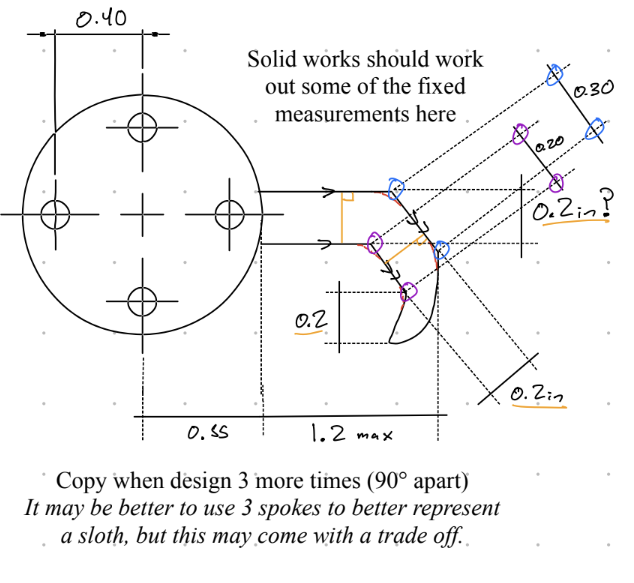 0.40
Solid works should work
out some of the fixed
measurements here
0.30
0.20
0.2in?
0.2
0.2in
0.55
1.2 max
Copy when design 3 more times (90° apart)
It may be better to use 3 spokes to better represent
a sloth, but this may come with a trade off.